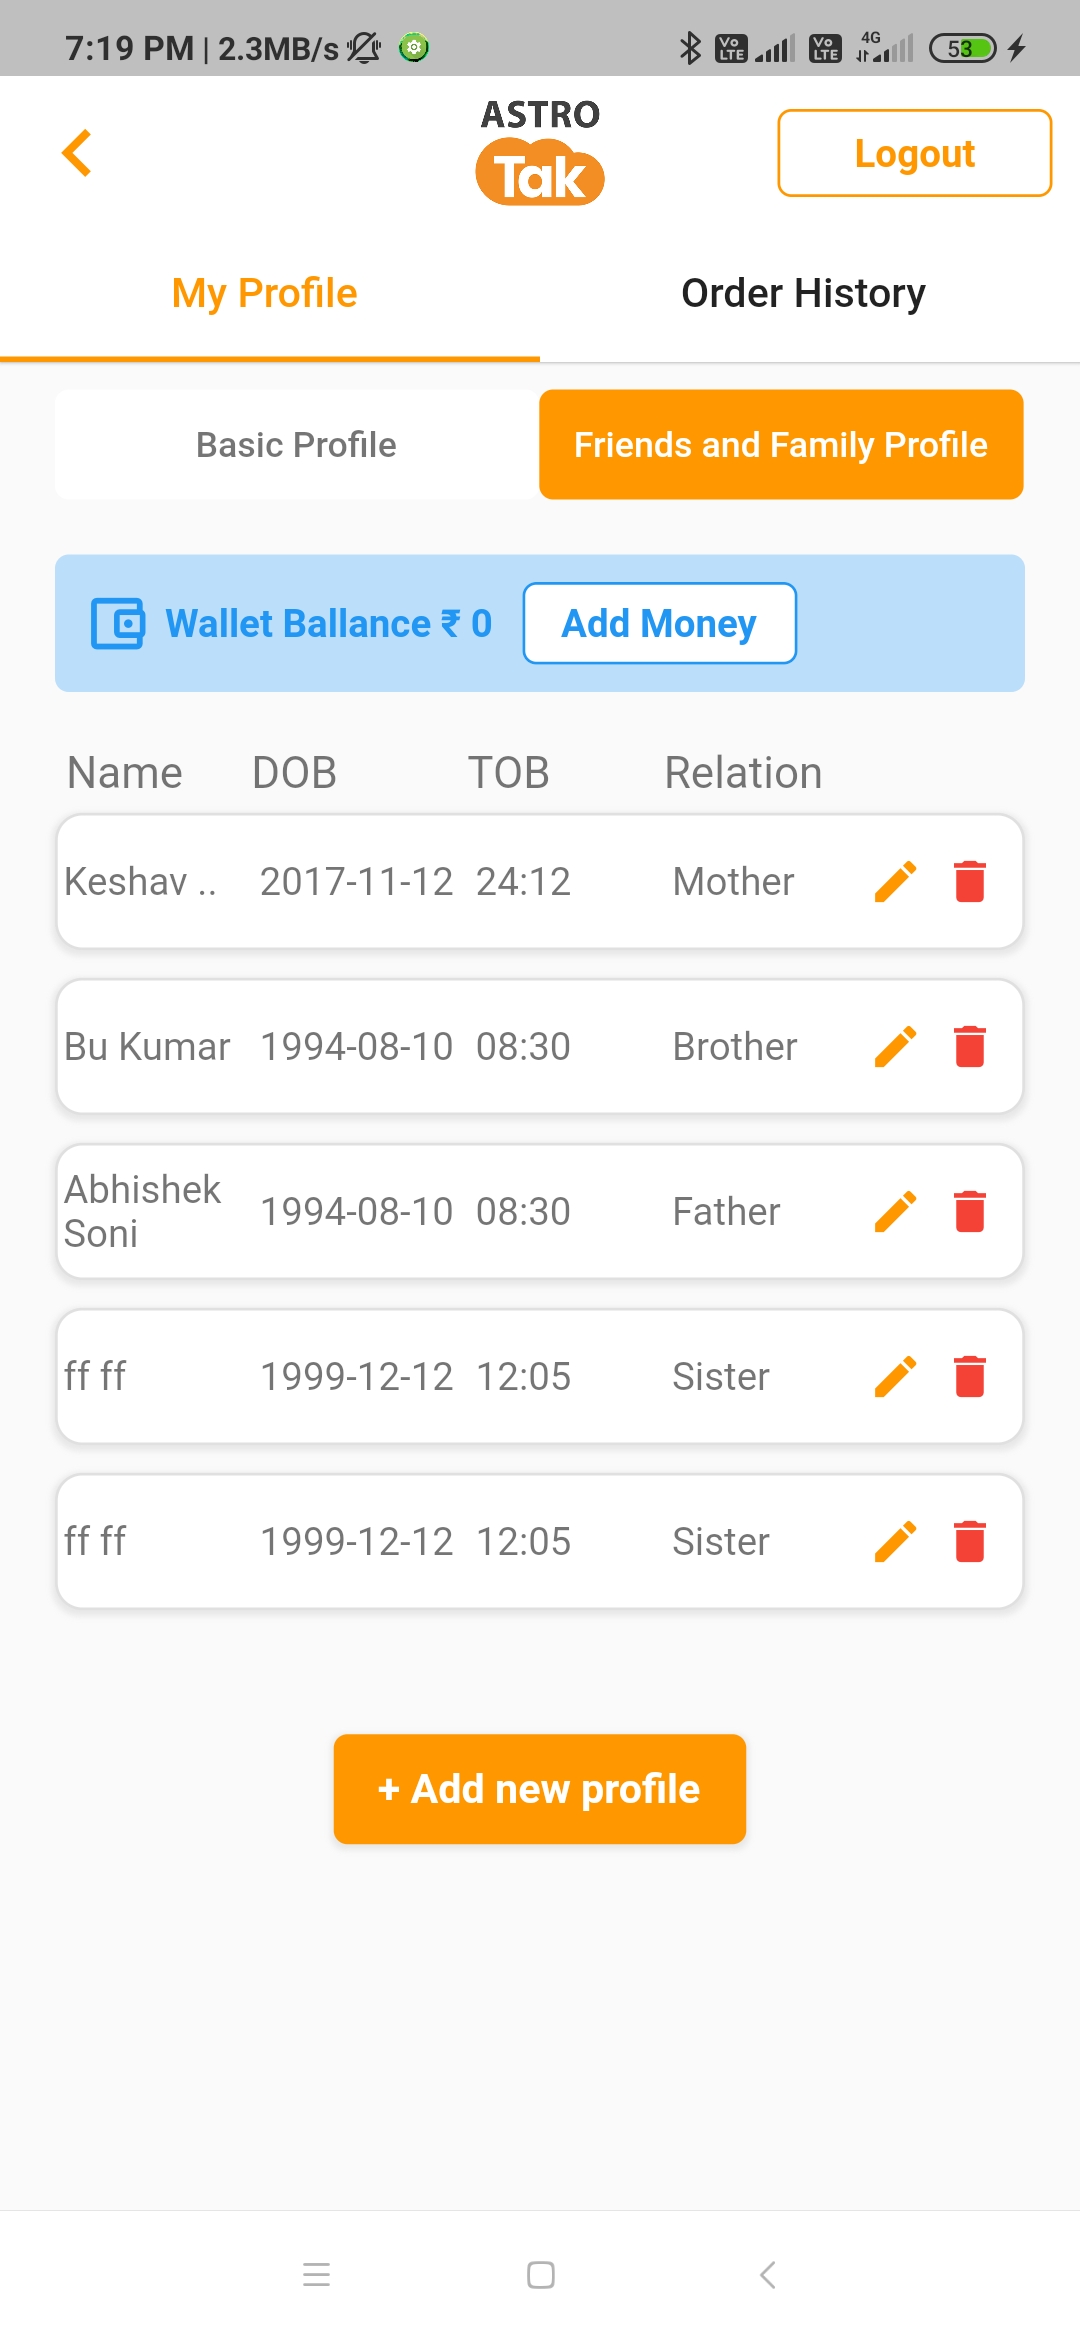 7:19 PM | 2.3MB/s
Vo LTE
Vo LTE
4G
53
ASTRO
Tak
Logout
My Profile
Order History
Basic Profile
Friends and Family Profile
Wallet Ballance ₹ 0
Add Money
Name DOB TOB Relation
Keshav .. 2017-11-12 24:12 Mother
Bu Kumar 1994-08-10 08:30 Brother
Abhishek
Soni
1994-08-10 08:30 Father
ff ff 1999-12-12 12:05 Sister
ff ff 1999-12-12 12:05 Sister
+ Add new profile